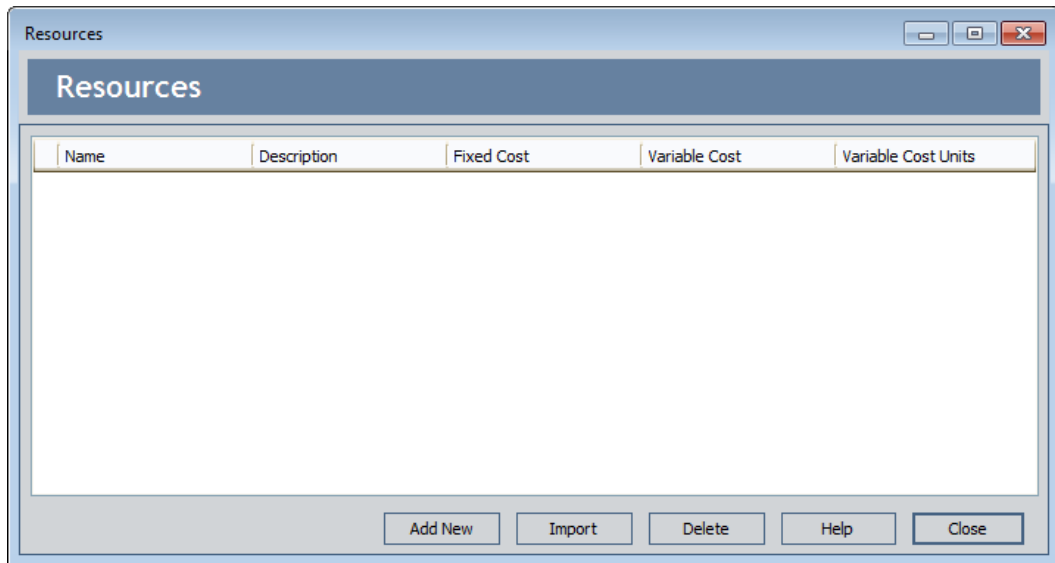 Resources
Resources
Name Description Fixed Cost Variable Cost Variable Cost Units
Add New Import Delete Help Close